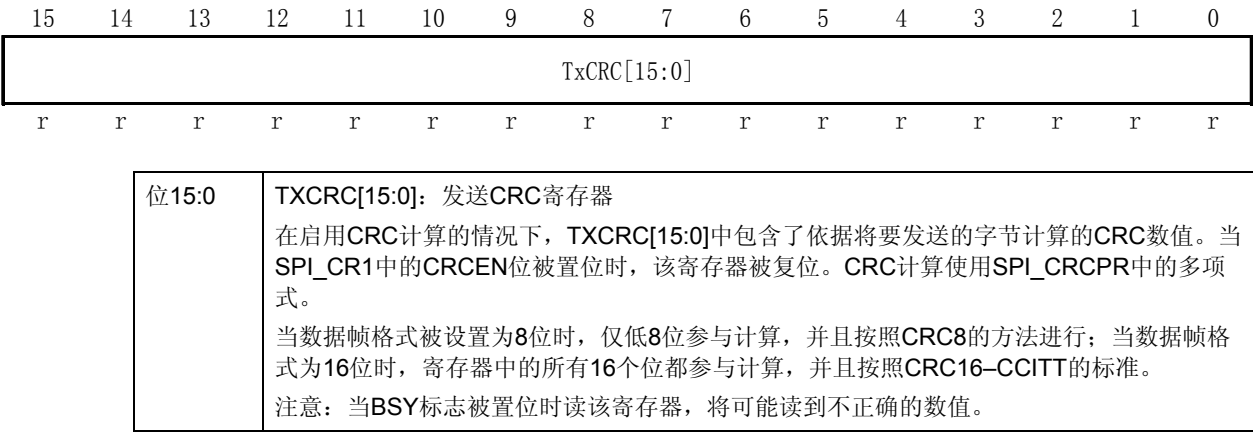 15 14 13 12 11 10 9 8 7 6 5 4 3 2 1 0
TxCRC[15:0]
r r r r r r r r r r r r r r r r
位15:0 TXCRC[15:0]：发送CRC寄存器
在启用CRC计算的情况下，TXCRC[15:0]中包含了依据将要发送的字节计算的CRC数值。当
SPI_CR1中的CRCEN位被置位时，该寄存器被复位。CRC计算使用SPI_CRCPR中的多项
式。
当数据帧格式被设置为8位时，仅低8位参与计算，并且按照CRC8的方法进行；当数据帧格
式为16位时，寄存器中的所有16个位都参与计算，并且按照CRC16–CCITT的标准。
注意：当BSY标志被置位时读该寄存器，将可能读到不正确的数值。